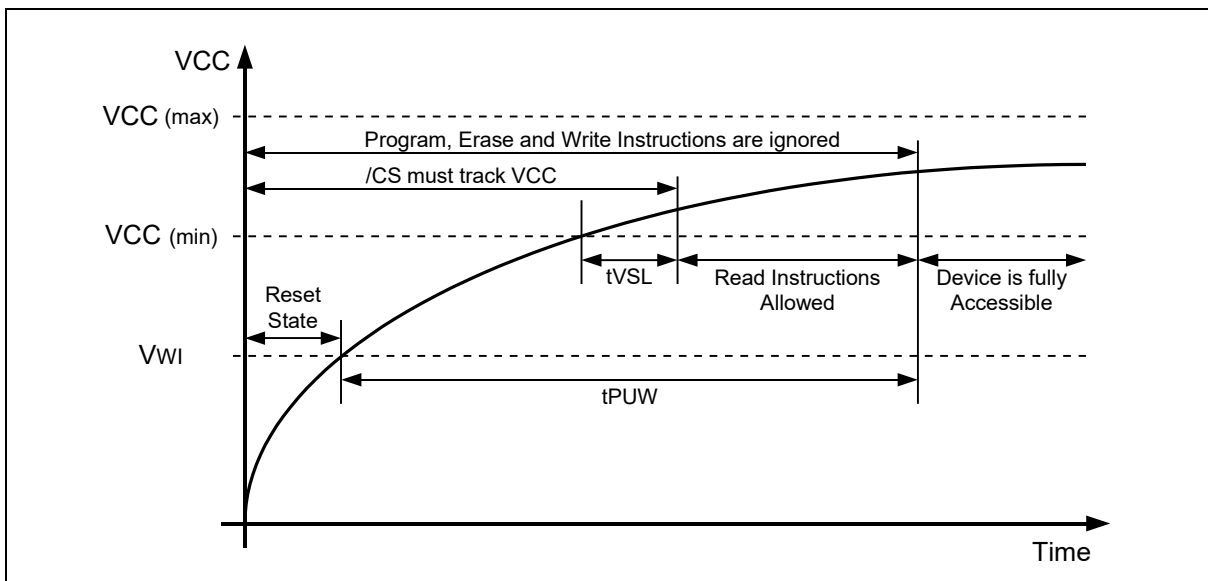 VCC
VCC (max)
Program, Erase and Write Instructions are ignored
/CS must track VCC
VCC (min)
tVSL
Read Instructions
Allowed
Device is fully
Accessible
Reset
State
VWI
tPUW
Time